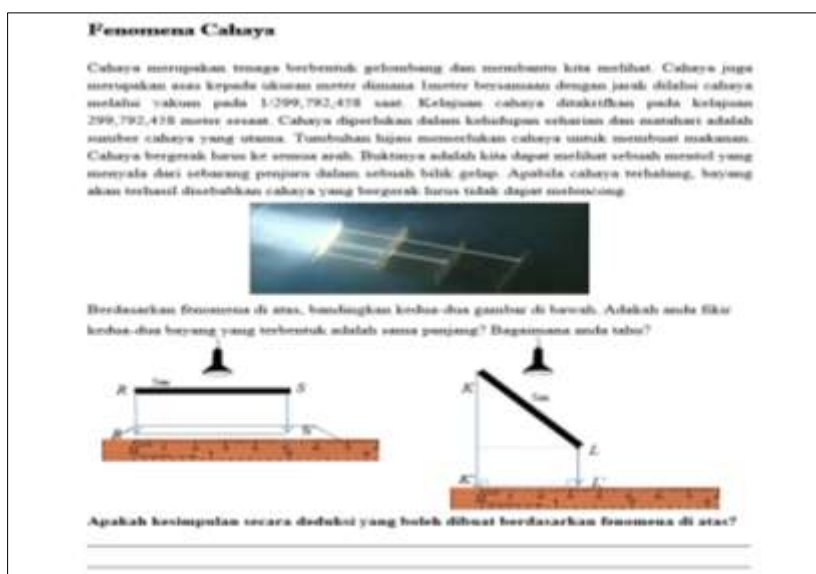 Fenomena Cahaya
Cahaya merupakan tenaga berbentuk gelombang dan membantu kita melihat. Cahaya juga
merupakan asas kepada ukuran meter dimana 1meter bersamaan dengan jarak dilalui cahaya
melalui vakum pada 1/299,792,458 saat. Kelajuan cahaya ditakrifkan pada kelajuan
299,792,458 meter sesaat. Cahaya diperlukan dalam kehidupan seharian dan matahari adalah
sumber cahaya yang utama. Tumbuhan hijau memerlukan cahaya untuk membuat makanan.
Cahaya bergerak lurus ke semua arah. Buktinya adalah kita dapat melihat sebuah mentol yang
menyala dari sebarang penjuru dalam sebuah bilik gelap. Apabila cahaya terhalang, bayang
akan terhasil disebabkan cahaya yang bergerak lurus tidak dapat melencong.
Berdasarkan fenomena di atas, bandingkan kedua-dua gambar di bawah. Adakah anda fikir
kedua-dua bayang yang terbentuk adalah sama panjang? Bagaimana anda tahu?
R 5m S
K 5m L
K' L'
Apakah kesimpulan secara deduksi yang boleh dibuat berdasarkan fenomena di atas?